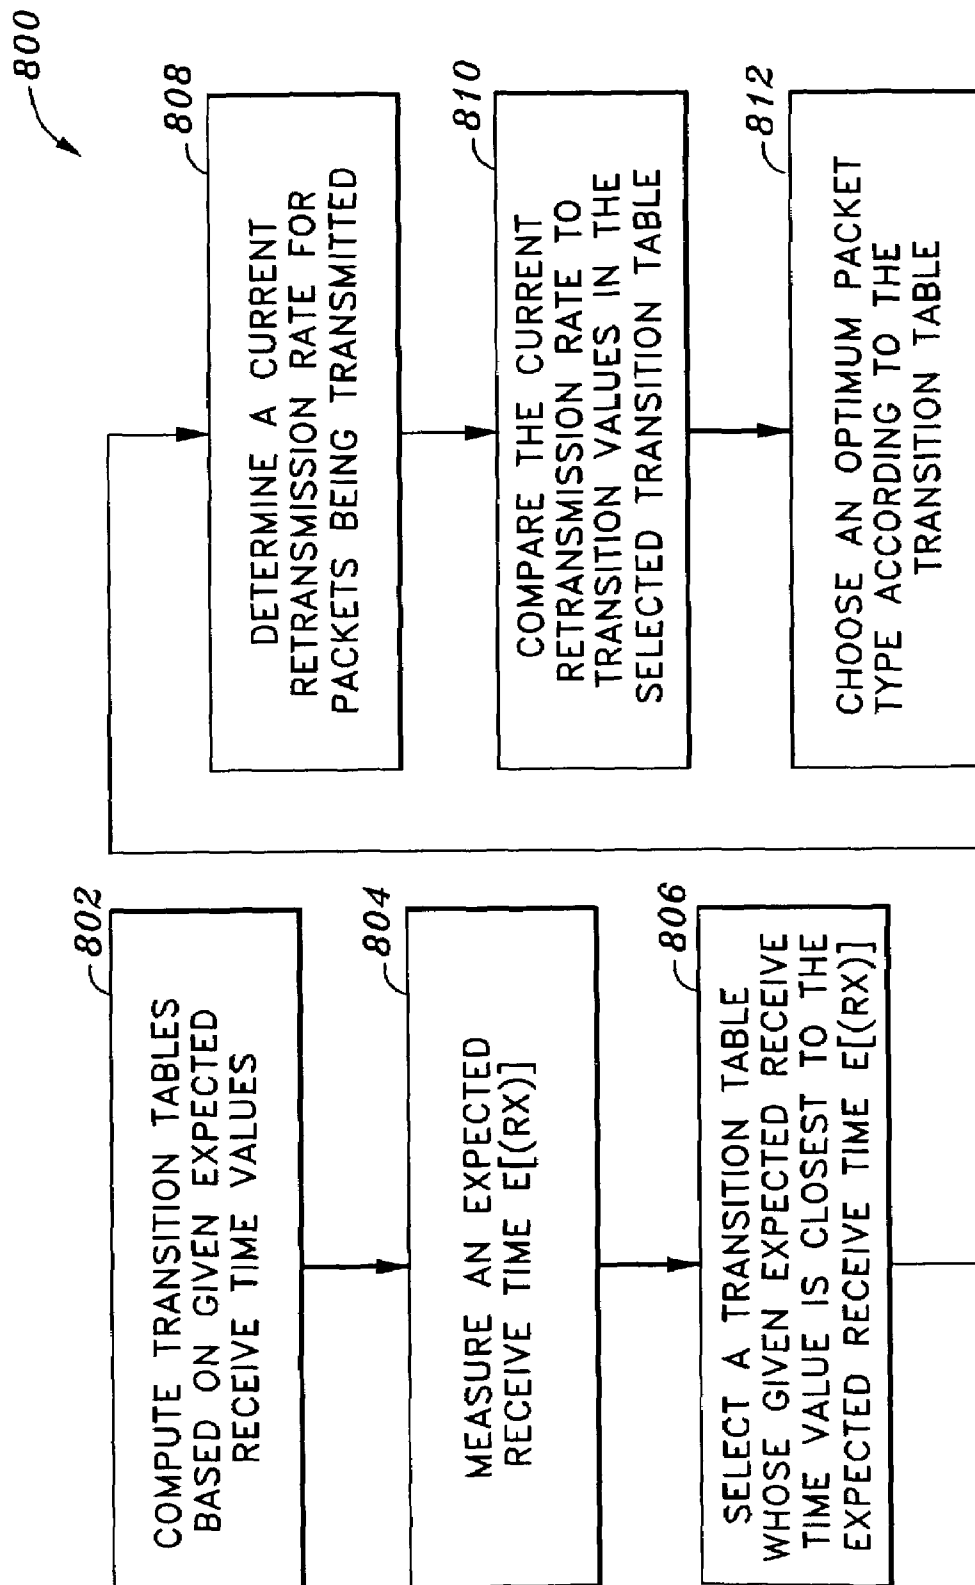 800
802
COMPUTE TRANSITION TABLES
BASED ON GIVEN EXPECTED
RECEIVE TIME VALUES
804
MEASURE AN EXPECTED
RECEIVE TIME E[(RX)]
806
SELECT A TRANSITION TABLE
WHOSE GIVEN EXPECTED RECEIVE
TIME VALUE IS CLOSEST TO THE
EXPECTED RECEIVE TIME E[(RX)]
808
DETERMINE A CURRENT
RETRANSMISSION RATE FOR
PACKETS BEING TRANSMITTED
810
COMPARE THE CURRENT
RETRANSMISSION RATE TO
TRANSITION VALUES IN THE
SELECTED TRANSITION TABLE
812
CHOOSE AN OPTIMUM PACKET
TYPE ACCORDING TO THE
TRANSITION TABLE